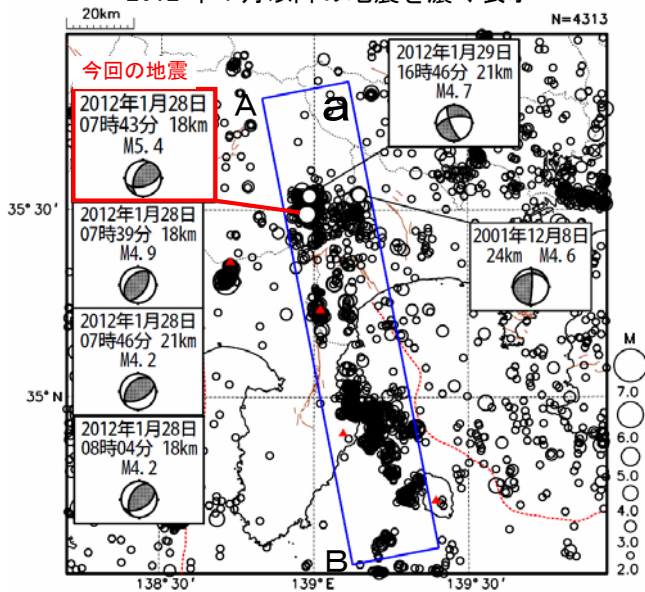 20km
N=4313
今回の地震
2012年1月28日
07時43分 18km
M5.4
2012年1月28日
07時39分 18km
M4.9
2012年1月28日
07時46分 21km
M4.2
2012年1月28日
08時04分 18km
M4.2
A
a
2012年1月29日
16時46分 21km
M4.7
2001年12月8日
24km M4.6
B
35°30′
35°N
138°30′
139°E
139°30′
M
7.0
6.0
5.0
4.0
3.0
2.0